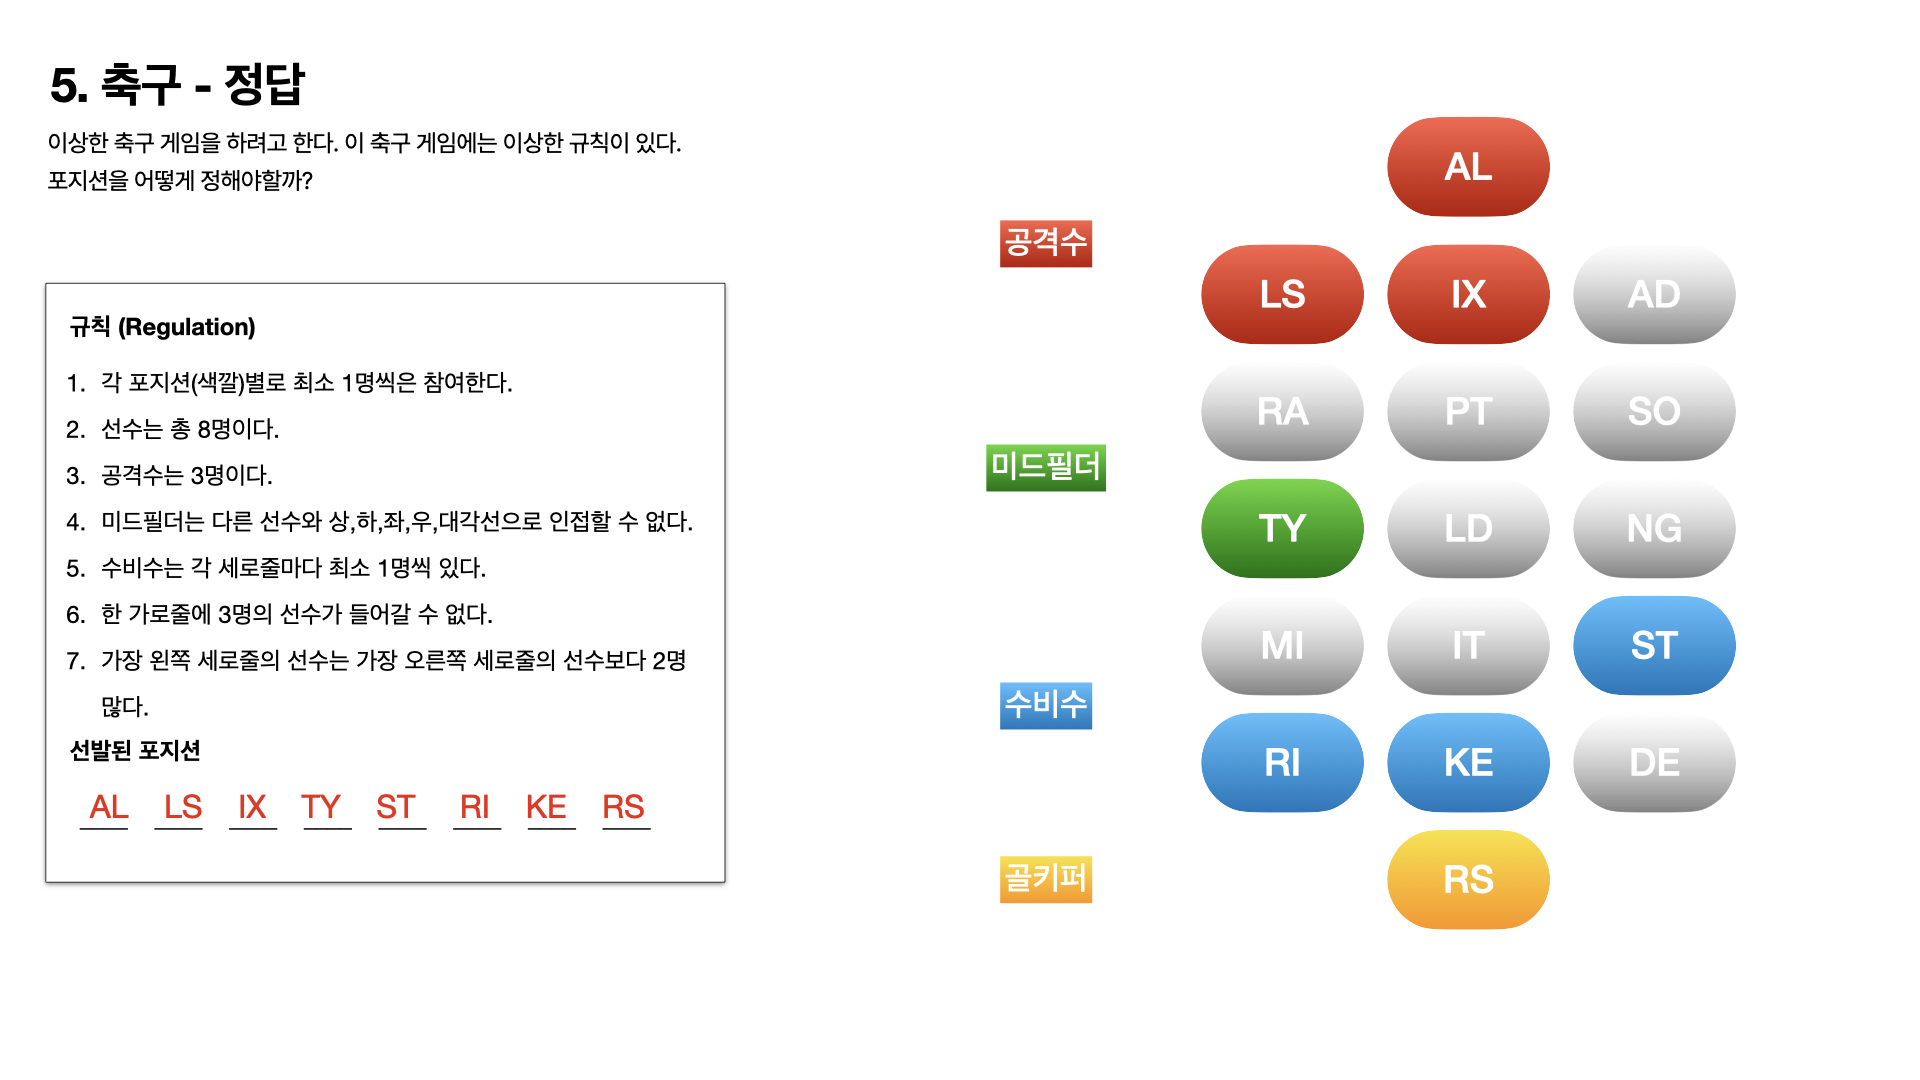 5. 축구 - 정답
이상한 축구 게임을 하려고 한다. 이 축구 게임에는 이상한 규칙이 있다.
포지션을 어떻게 정해야할까?
규칙 (Regulation)
1. 각 포지션(색깔)별로 최소 1명씩은 참여한다.
2. 선수는 총 8명이다.
3. 공격수는 3명이다.
4. 미드필더는 다른 선수와 상,하,좌,우,대각선으로 인접할 수 없다.
5. 수비수는 각 세로줄마다 최소 1명씩 있다.
6. 한 가로줄에 3명의 선수가 들어갈 수 없다.
7. 가장 왼쪽 세로줄의 선수는 가장 오른쪽 세로줄의 선수보다 2명
많다.
선발된 포지션
AL LS IX TY ST RI KE RS
공격수
미드필더
수비수
골키퍼
AL
LS IX AD
RA PT SO
TY LD NG
MI IT ST
RI KE DE
RS